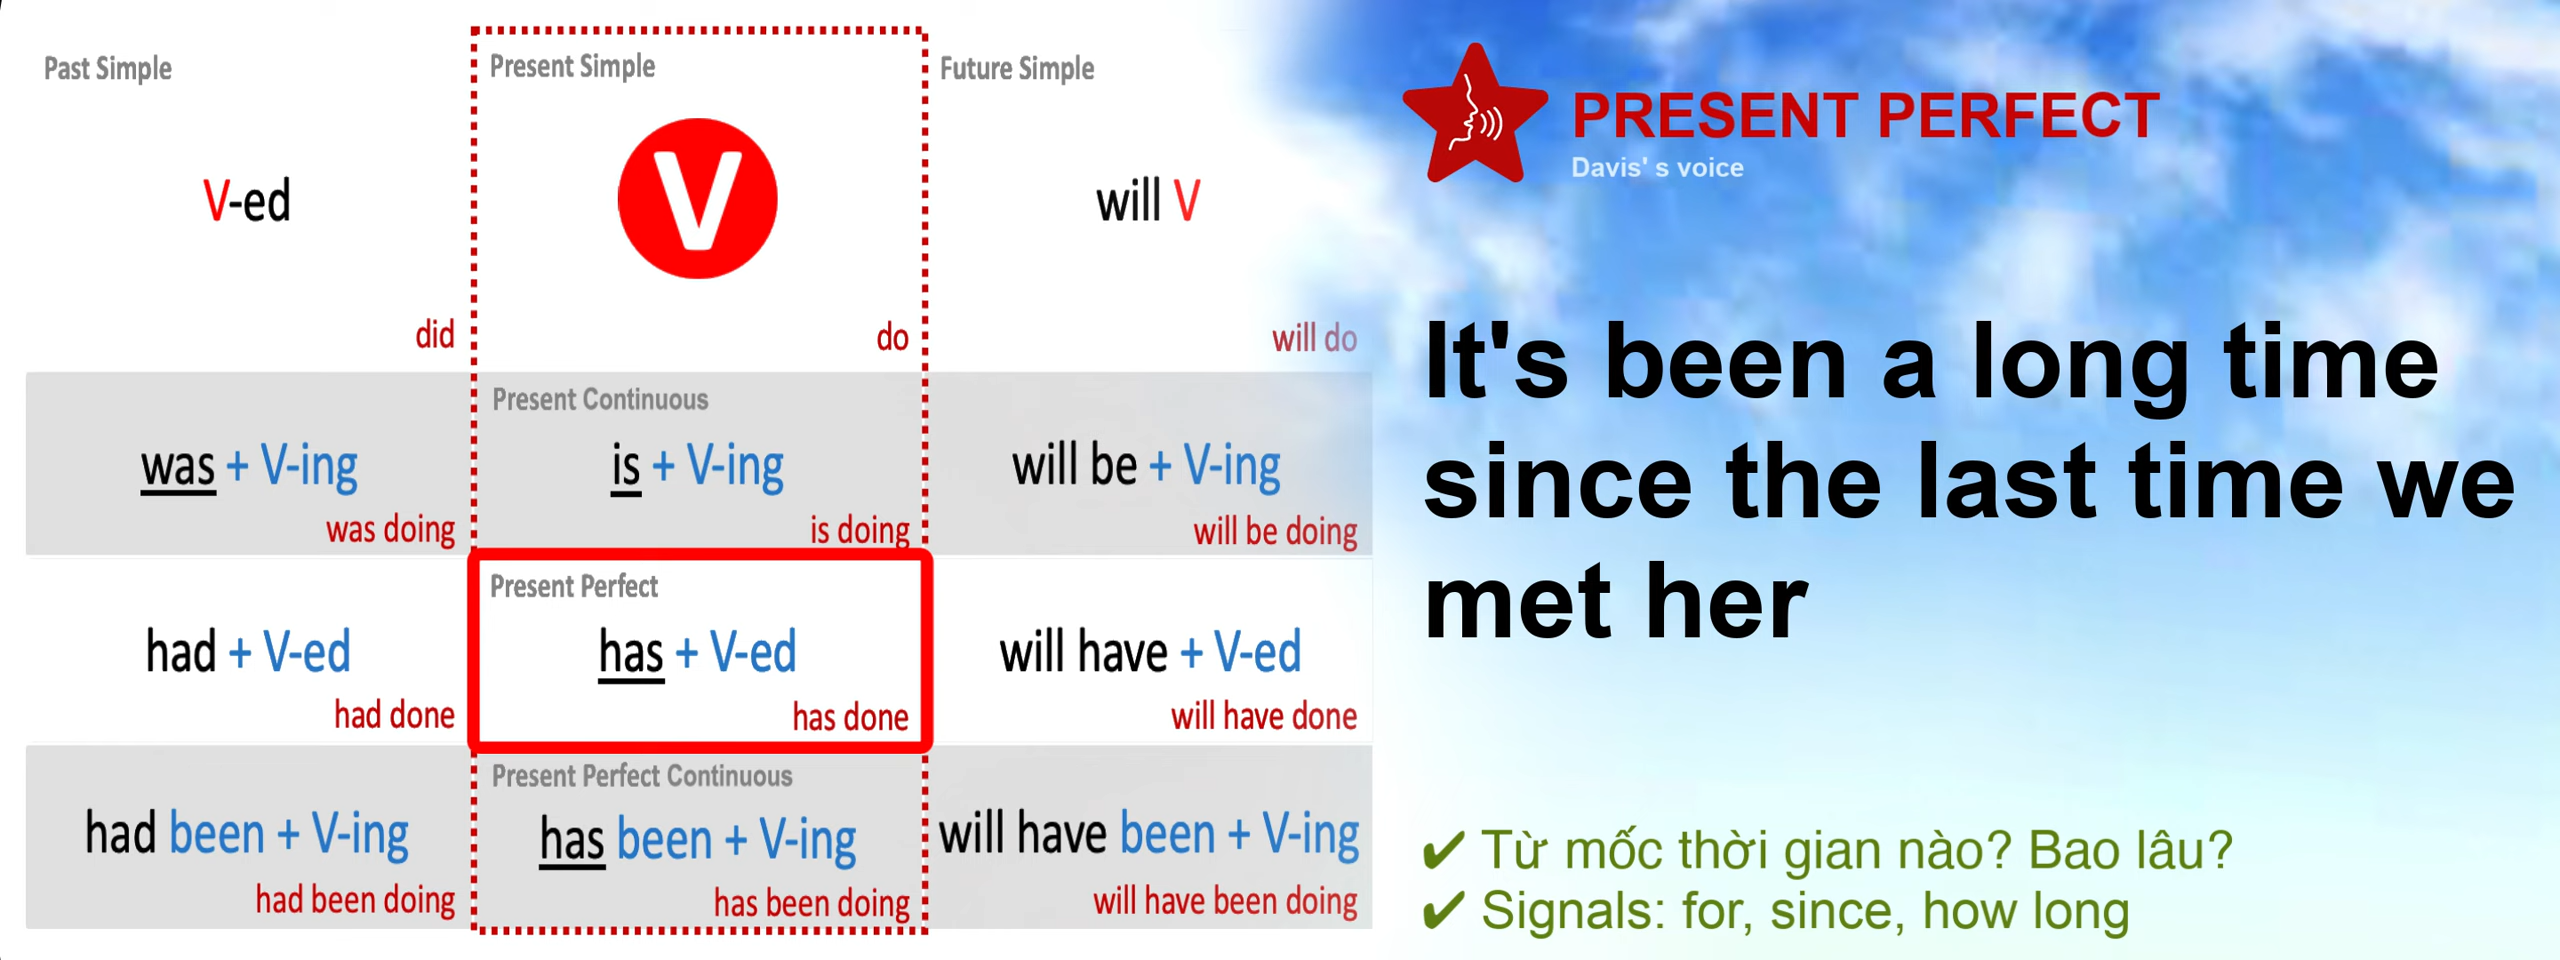 Past Simple
Present Simple
Future Simple
V-ed
V
will V
did
do
will do
Present Continuous
was + V-ing
is + V-ing
will be + V-ing
was doing
is doing
will be doing
Present Perfect
had + V-ed
has + V-ed
will have + V-ed
had done
has done
will have done
Present Perfect Continuous
had been + V-ing
has been + V-ing
will have been + V-ing
had been doing
has been doing
will have been doing
PRESENT PERFECT
Davis' s voice
It's been a long time
since the last time we
met her
✔ Từ mốc thời gian nào? Bao lâu?
✔ Signals: for, since, how long